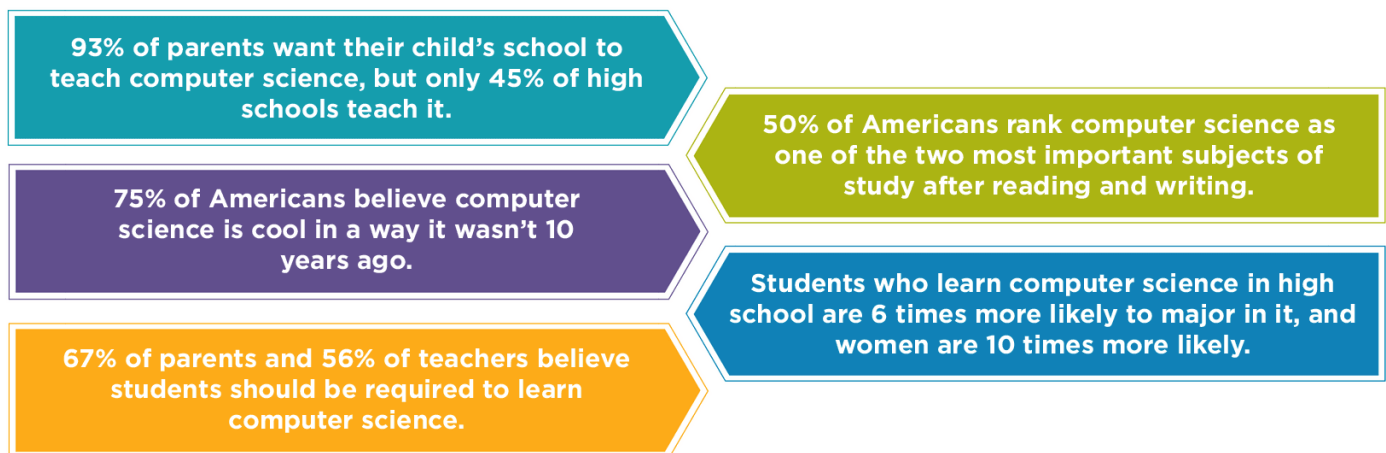 93% of parents want their child’s school to
teach computer science, but only 45% of high
schools teach it.
50% of Americans rank computer science as
one of the two most important subjects of
study after reading and writing.
75% of Americans believe computer
science is cool in a way it wasn’t 10
years ago.
Students who learn computer science in high
school are 6 times more likely to major in it, and
women are 10 times more likely.
67% of parents and 56% of teachers believe
students should be required to learn
computer science.